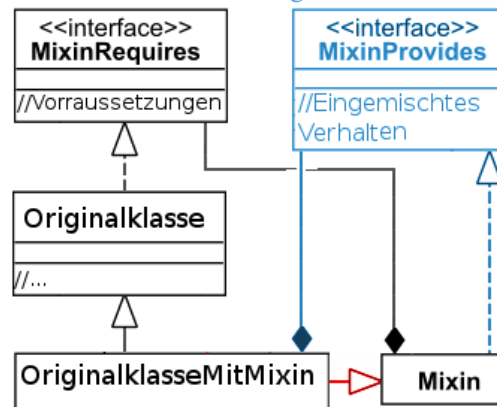 <<interface>>
MixinRequires
//Vorraussetzungen
<<interface>>
MixinProvides
//Eingemischtes
Verhalten
Originalklasse
//...
OriginalklasseMitMixin
Mixin